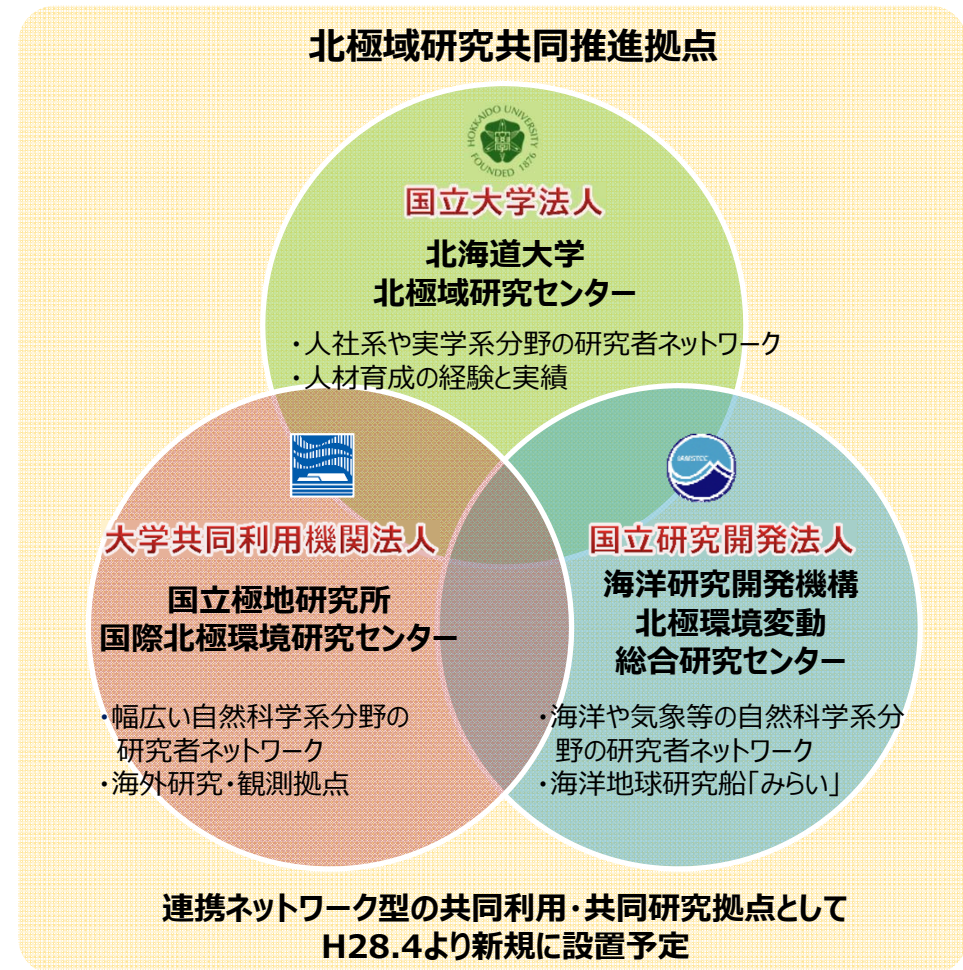 北極域研究共同推進拠点
HOKKAIDO UNIVERSITY
FOUNDED 1876
国立大学法人
北海道大学
北極域研究センター
・人社系や実学系分野の研究者ネットワーク
・人材育成の経験と実績
大学共同利用機関法人
国立極地研究所
国際北極環境研究センター
・幅広い自然科学系分野の
研究者ネットワーク
・海外研究・観測拠点
JAMSTEC
国立研究開発法人
海洋研究開発機構
北極環境変動
総合研究センター
・海洋や気象等の自然科学系分
野の研究者ネットワーク
・海洋地球研究船「みらい」
連携ネットワーク型の共同利用・共同研究拠点として
H28.4より新規に設置予定